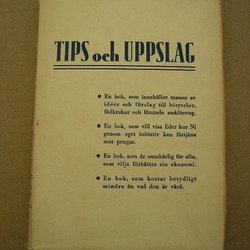 TIPS och UPPSLAG
• En bok, som innehåller massor av
idéer och förslag till bisysslor,
födkrokar och lönande småföretag.
• En bok, som vill visa Eder hur Ni
genom eget initiativ kan förtjäna
mer pengar.
• En bok, som är oumbärlig för alla,
som vilja förbättra sin ekonomi.
• En bok, som kostar betydligt
mindre än vad den är värd.